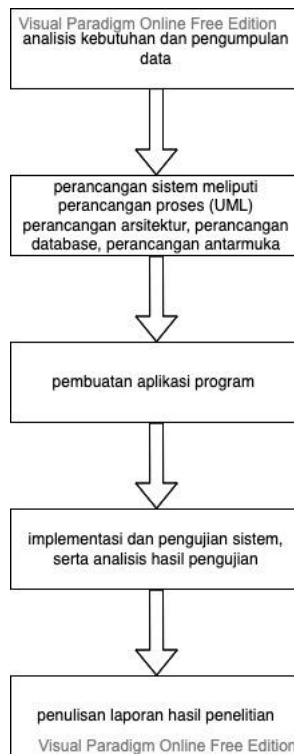 Visual Paradigm Online Free Edition
analisis kebutuhan dan pengumpulan
data
perancangan sistem meliputi
perancangan proses (UML)
perancangan arsitektur, perancangan
database, perancangan antarmuka
pembuatan aplikasi program
implementasi dan pengujian sistem,
serta analisis hasil pengujian
penulisan laporan hasil penelitian
Visual Paradigm Online Free Edition